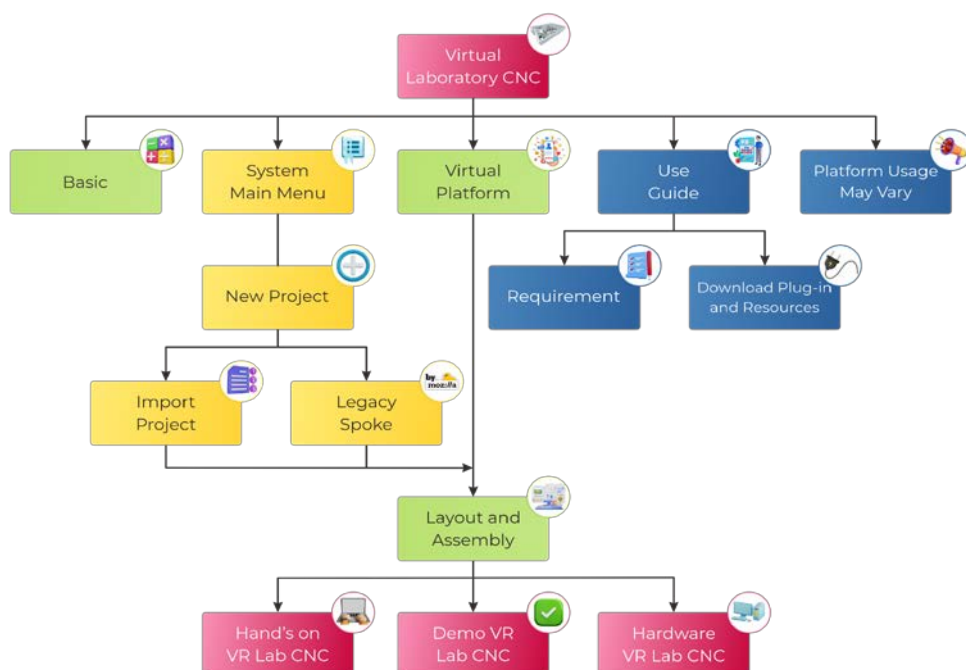 Virtual
Laboratory CNC
Basic
System
Main Menu
Virtual
Platform
Use
Guide
Platform Usage
May Vary
New Project
Requirement
Download Plug-in
and Resources
Import
Project
by
mozilla
Legacy
Spoke
Layout and
Assembly
Hand's on
VR Lab CNC
Demo VR
Lab CNC
Hardware
VR Lab CNC